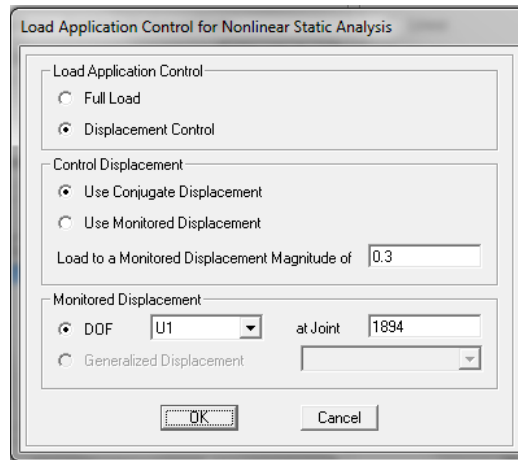 Load Application Control for Nonlinear Static Analysis
Load Application Control
Full Load
Displacement Control
Control Displacement
Use Conjugate Displacement
Use Monitored Displacement
Load to a Monitored Displacement Magnitude of 0.3
Monitored Displacement
DOF U1 at Joint 1894
Generalized Displacement
OK Cancel